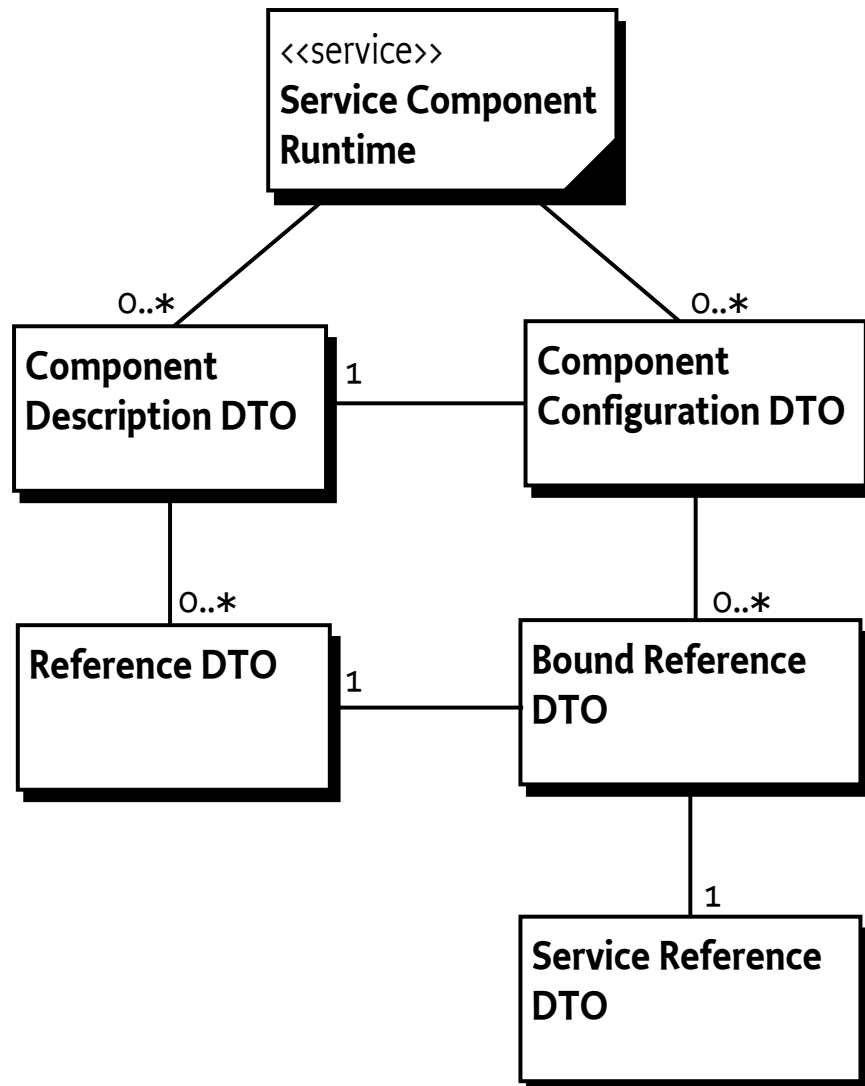 <<service>>
Service Component
Runtime
0..*
0..*
Component
Description DTO
1
Component
Configuration DTO
0..*
0..*
Reference DTO
1
Bound Reference
DTO
1
Service Reference
DTO